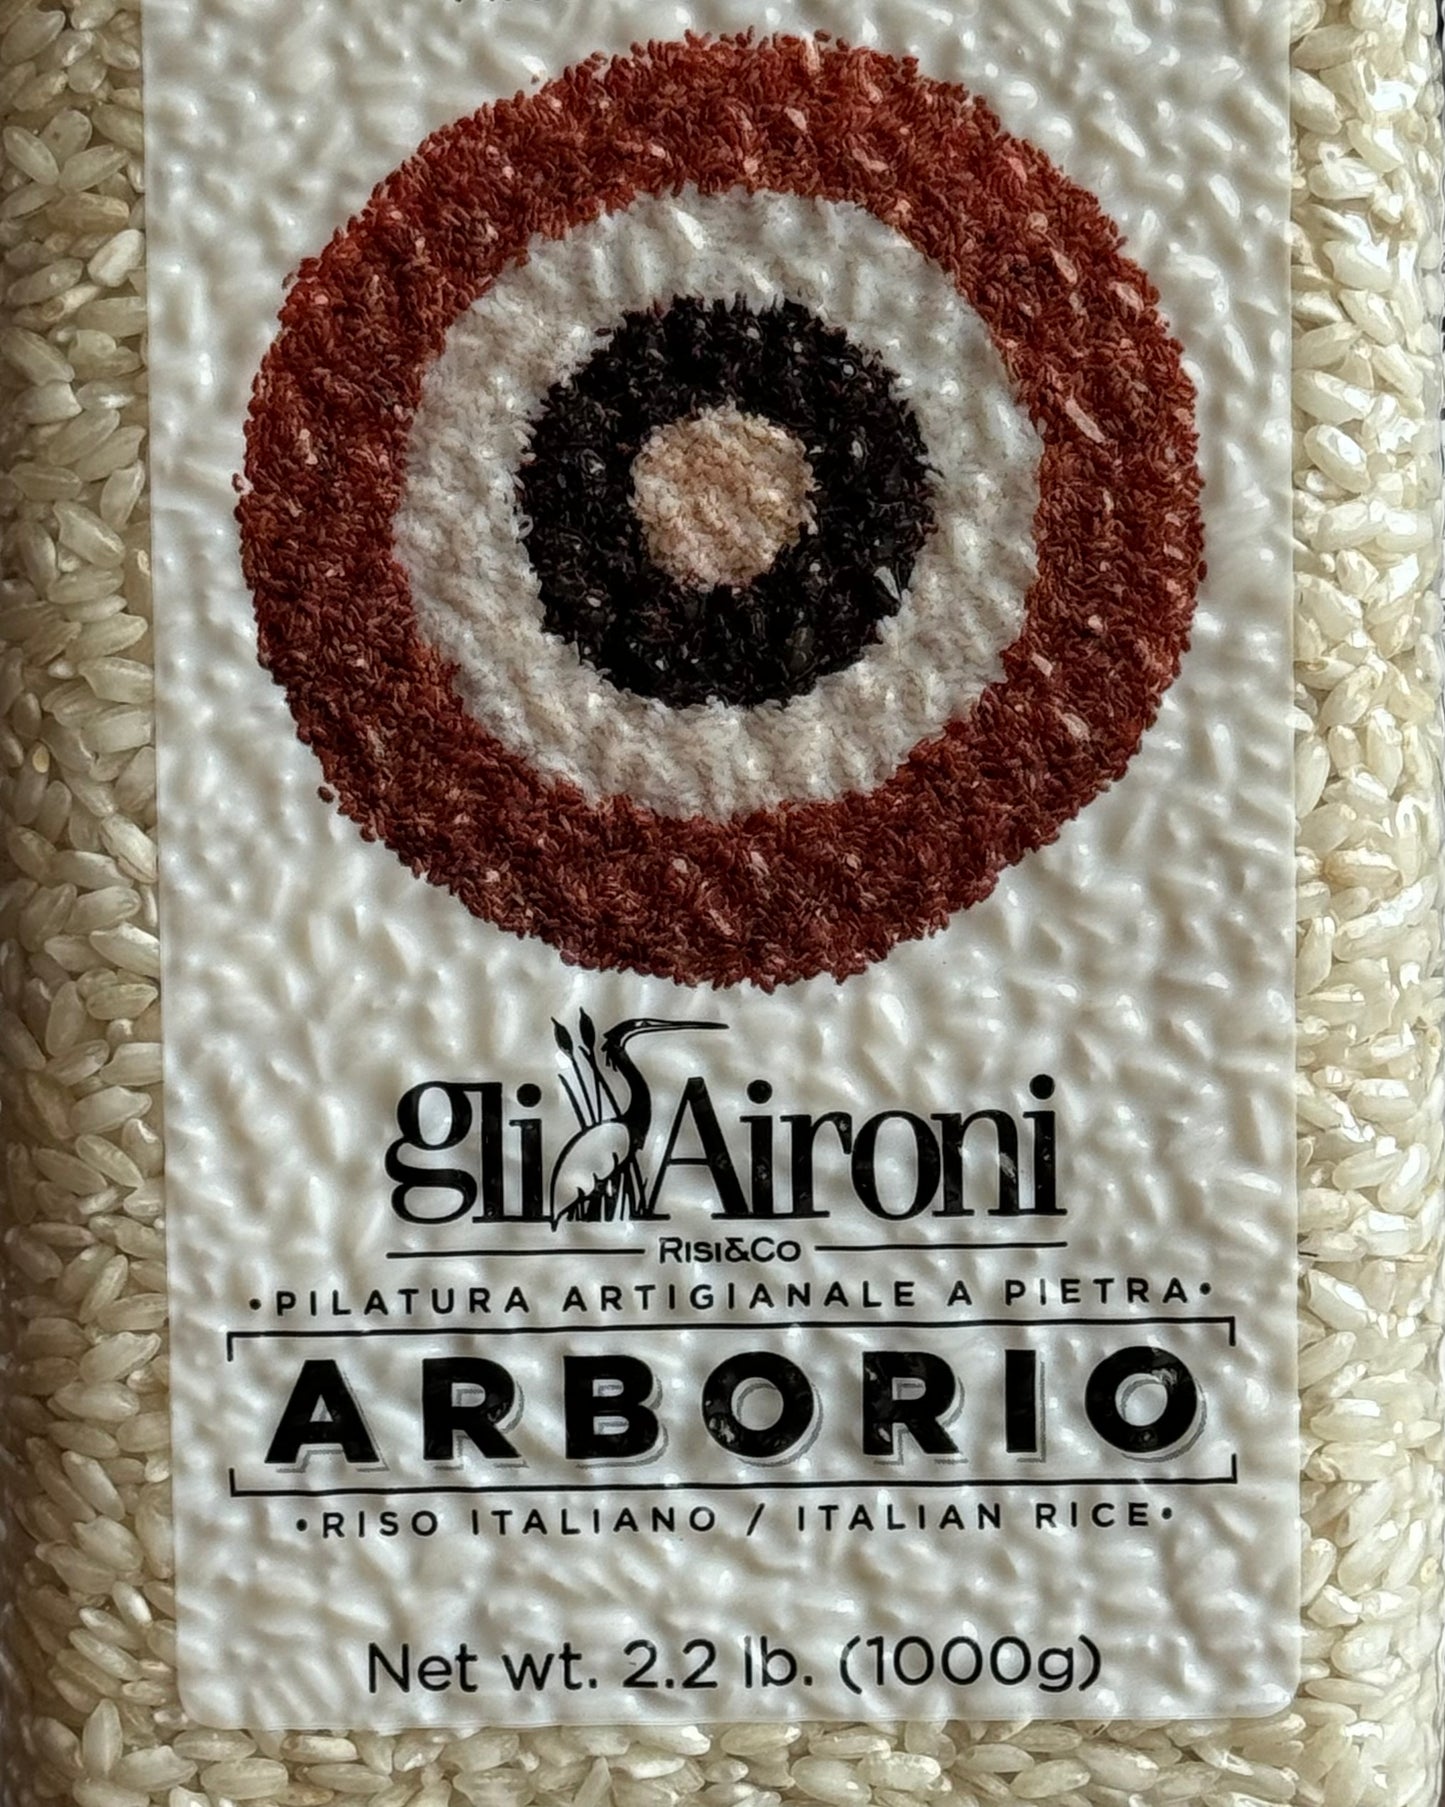 gli Aironi
RISI&CO
•PILATURA ARTIGIANALE A PIETRA•
ARBORIO
•RISO ITALIANO / ITALIAN RICE•
Net wt. 2.2 lb. (1000g)